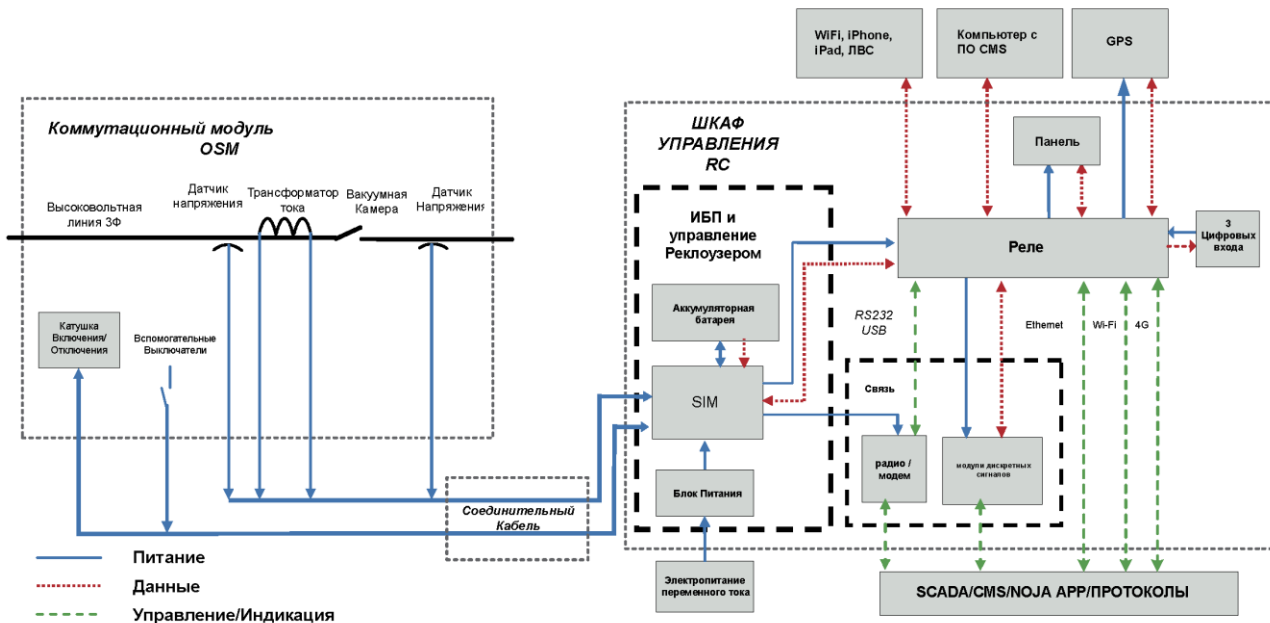 WiFi, iPhone,
iPad, ЛВС
Компьютер с
ПО CMS
GPS
Коммутационный модуль
OSM
ШКАФ
УПРАВЛЕНИЯ
RC
Панель
Высоковольтная
линия 3Ф
Датчик
напряжения
Трансформатор
тока
Вакуумная
Камера
Датчик
Напряжения
ИБП и
управление
Реклоузером
Реле
3
Цифровых
входа
Катушка
Включения/
Отключения
Вспомогательные
Выключатели
Аккумуляторная
батарея
RS232
USB
Ethernet
Wi-Fi
4G
SIM
Связь
радио /
модем
модули дискретных
сигналов
Блок Питания
Соединительный
Кабель
Питание
Данные
Управление/Индикация
Электропитание
переменного тока
SCADA/CMS/NOJA APP/ПРОТОКОЛЫ